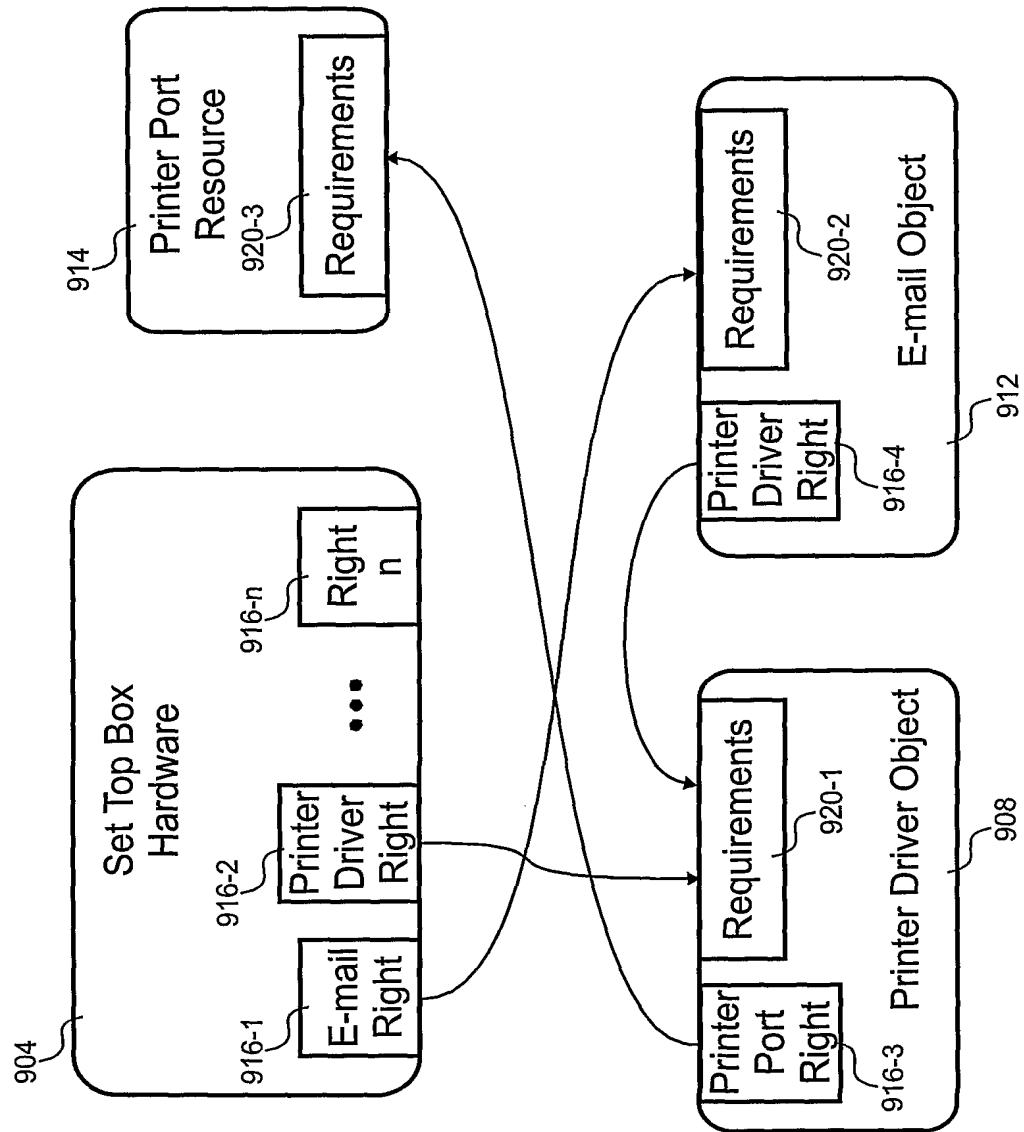 904
Set Top Box
Hardware
916-1
E-mail
Right
916-2
Printer
Driver
Right
•••
916-n
Right
n
914
Printer Port
Resource
920-3
Requirements
Printer
Port
Right
916-3
Requirements
920-1
Printer Driver Object
908
Printer
Driver
Right
916-4
Requirements
920-2
E-mail Object
912